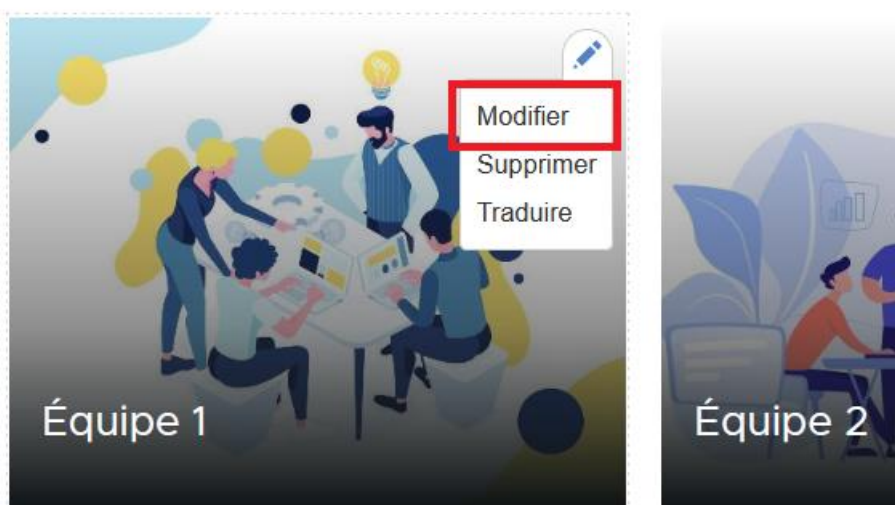 Modifier
Supprimer
Traduire
Équipe 1
Équipe 2